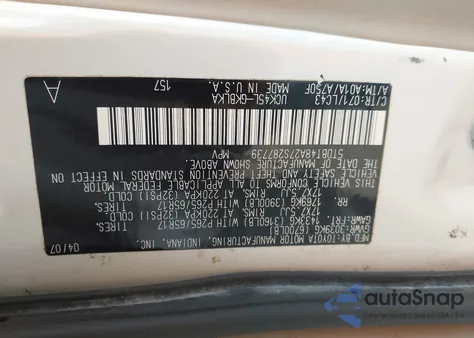 MFD. BY: TOYOTA MOTOR MANUFACTURING, INDIANA, INC. 04/07
GVWR: 3039KG (6700LB) TIRES:
GAWR: FRT: 1433KG (3160LB) WITH P265/65R17
17X7.5JJ RIMS, AT 220KPA (32PSI) COLD
RR: 1769KG (3900LB) WITH P265/65R17
17X7.5JJ RIMS, AT 220KPA (32PSI) COLD
THIS VEHICLE CONFORMS TO ALL APPLICABLE FEDERAL MOTOR
VEHICLE SAFETY AND THEFT PREVENTION STANDARDS IN EFFECT
ON THE DATE OF MANUFACTURE SHOWN ABOVE.
MPV
5TDBT48A27S287739
C/TR:071/LC43 UCK45L-GKBLKA 157 A
A/TM:A01A/A750F MADE IN U.S.A.
autoSnap